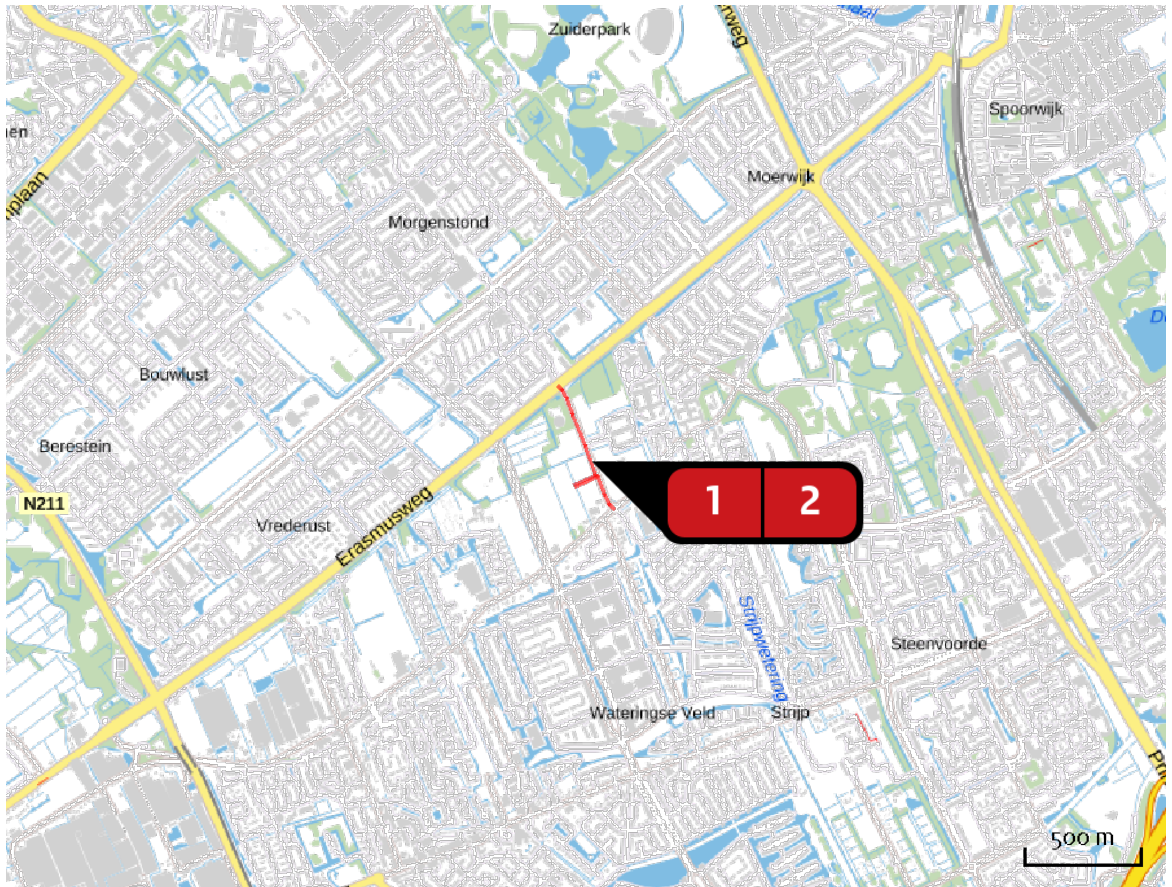 Zuiderpark
Spoorwijk
Moerwijk
Morgenstond
Bouwlust
Berestein
N211
1 2
Vrederust
Erasmusweg
Strijpwetering
Steenvoorde
Wateringse Veld
Strijp
500 m